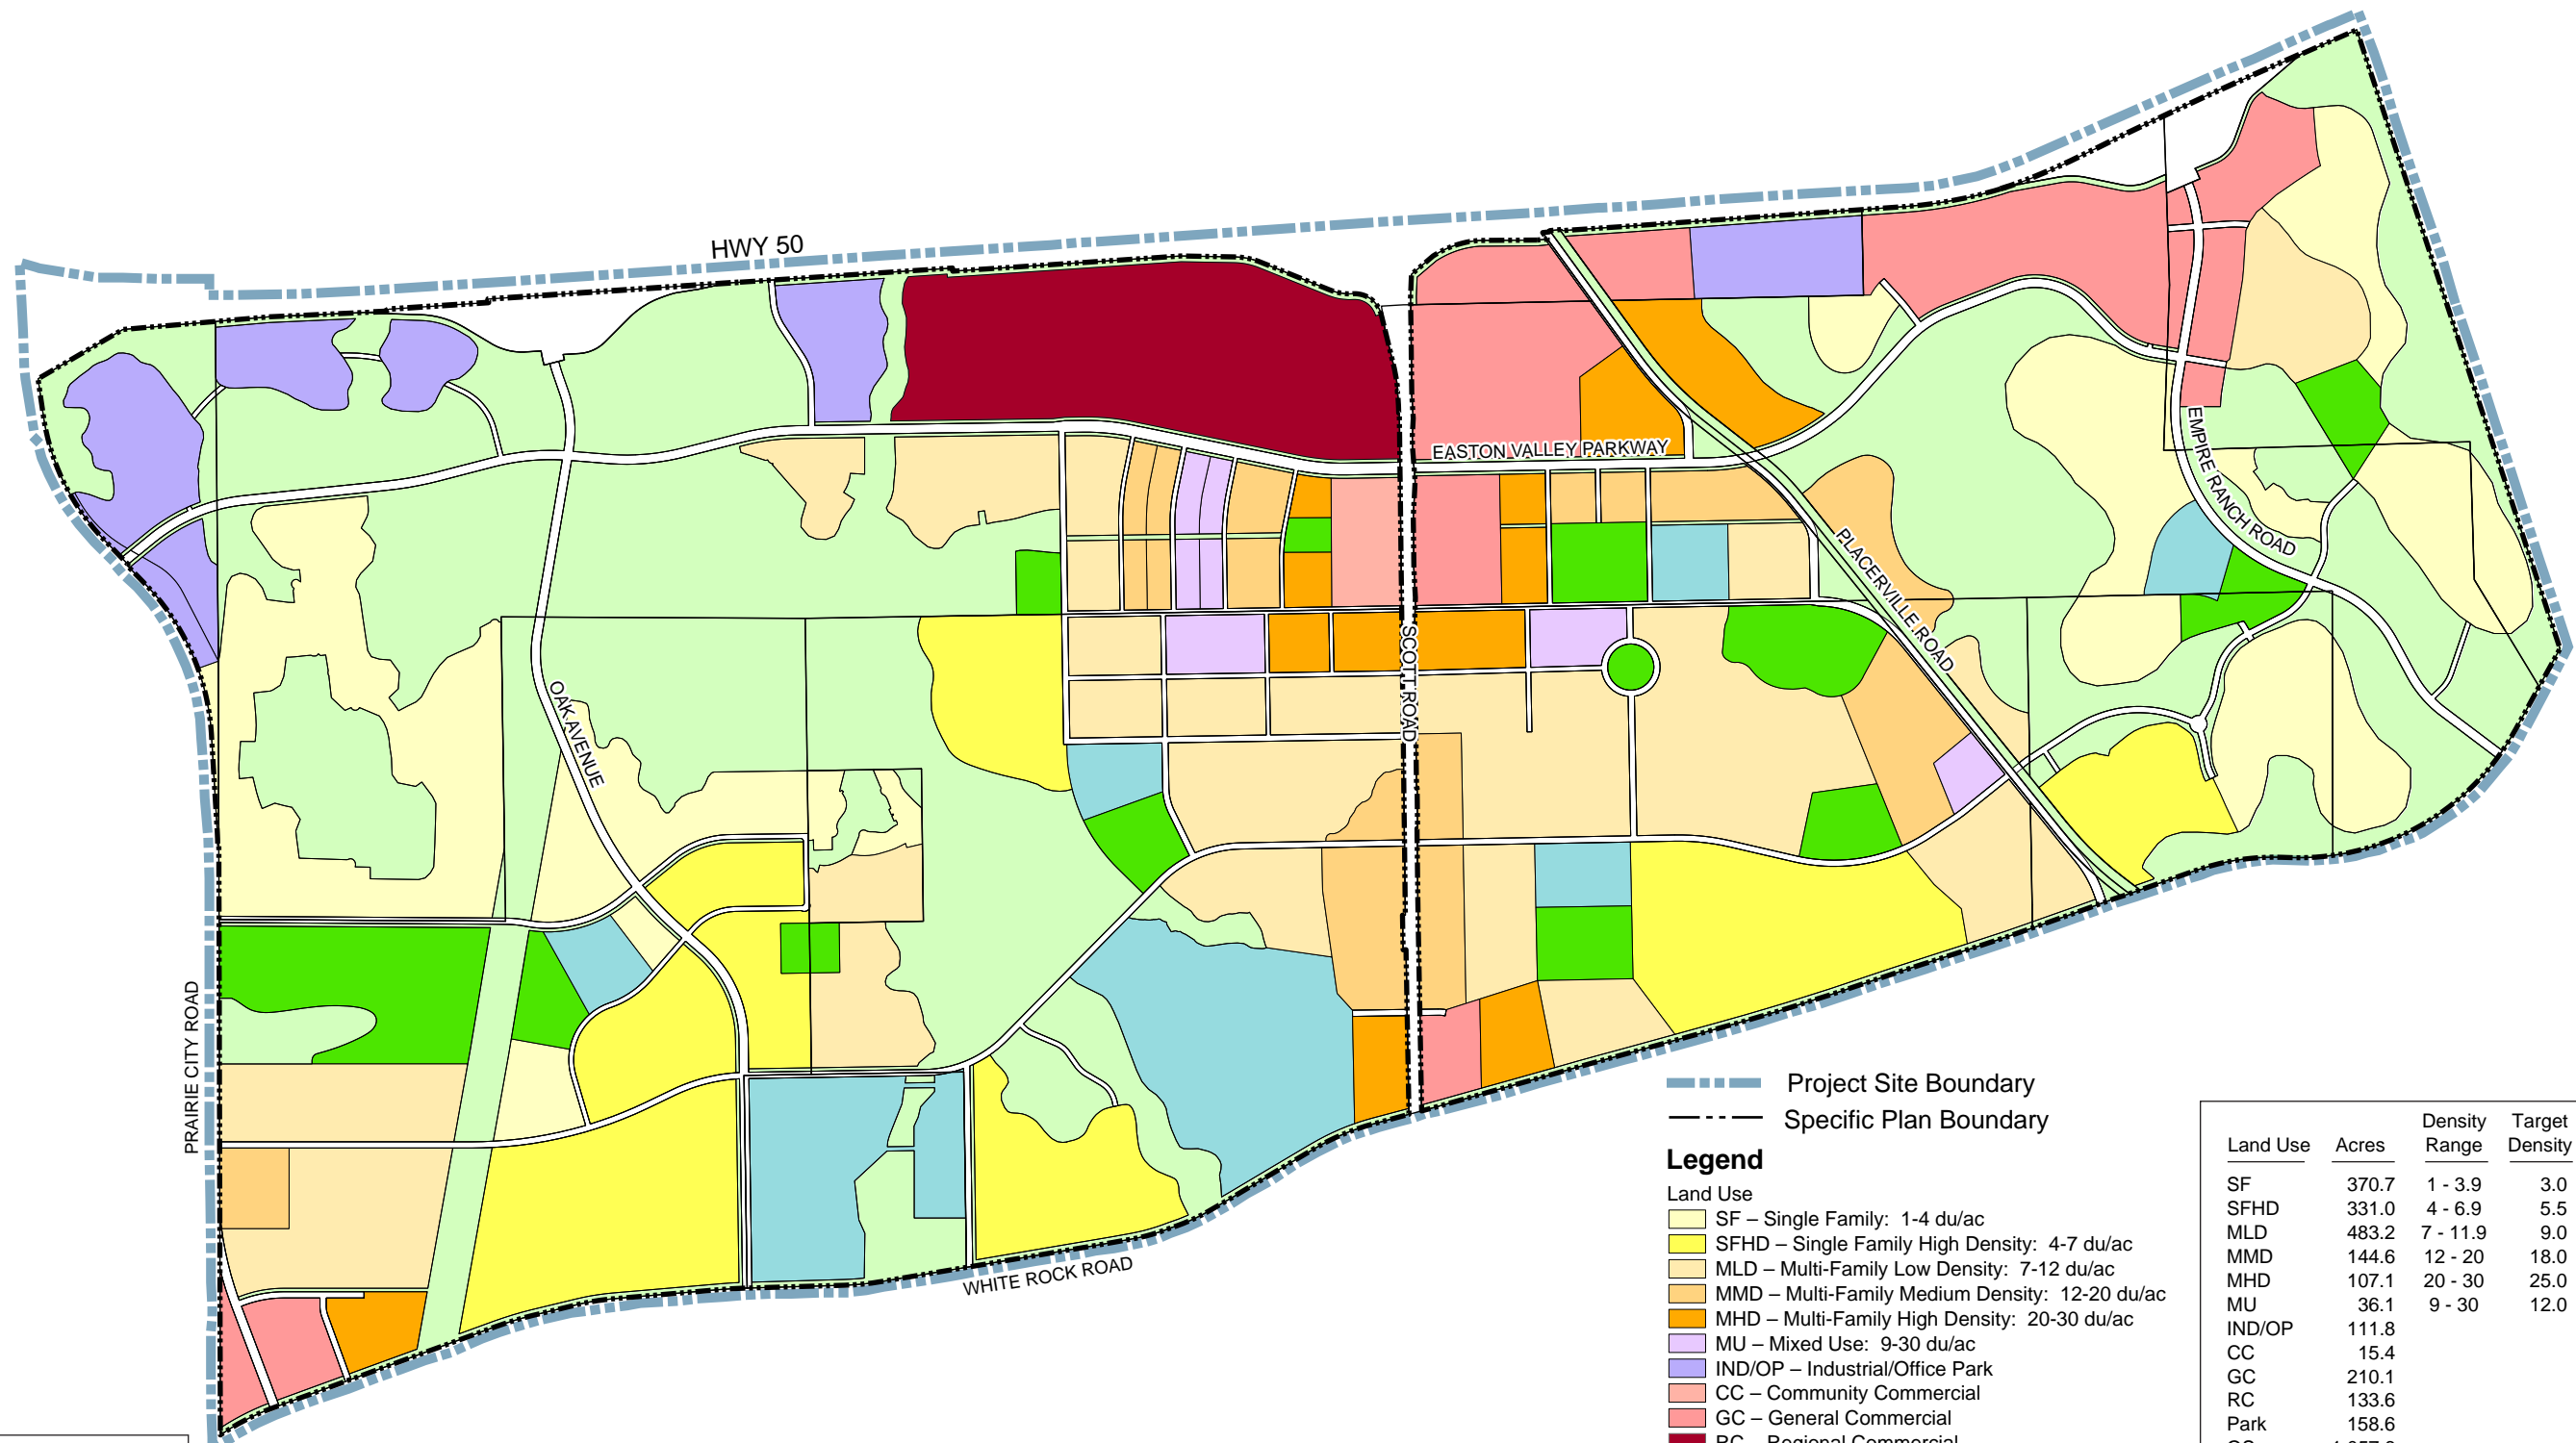 HWY 50
EASTON VALLEY PARKWAY
EMPIRE RANCH ROAD
PLACERVILLE ROAD
SCOTT ROAD
OAK AVENUE
PRAIRIE CITY ROAD
WHITE ROCK ROAD
Project Site Boundary
Specific Plan Boundary
Legend
Land Use
SF – Single Family: 1-4 du/ac
SFHD – Single Family High Density: 4-7 du/ac
MLD – Multi-Family Low Density: 7-12 du/ac
MMD – Multi-Family Medium Density: 12-20 du/ac
MHD – Multi-Family High Density: 20-30 du/ac
MU – Mixed Use: 9-30 du/ac
IND/OP – Industrial/Office Park
CC – Community Commercial
GC – General Commercial
RC – Regional Commercial
Density Target
Land Use Acres Range Density
SF 370.7 1 - 3.9 3.0
SFHD 331.0 4 - 6.9 5.5
MLD 483.2 7 - 11.9 9.0
MMD 144.6 12 - 20 18.0
MHD 107.1 20 - 30 25.0
MU 36.1 9 - 30 12.0
IND/OP 111.8
CC 15.4
GC 210.1
RC 133.6
Park 158.6